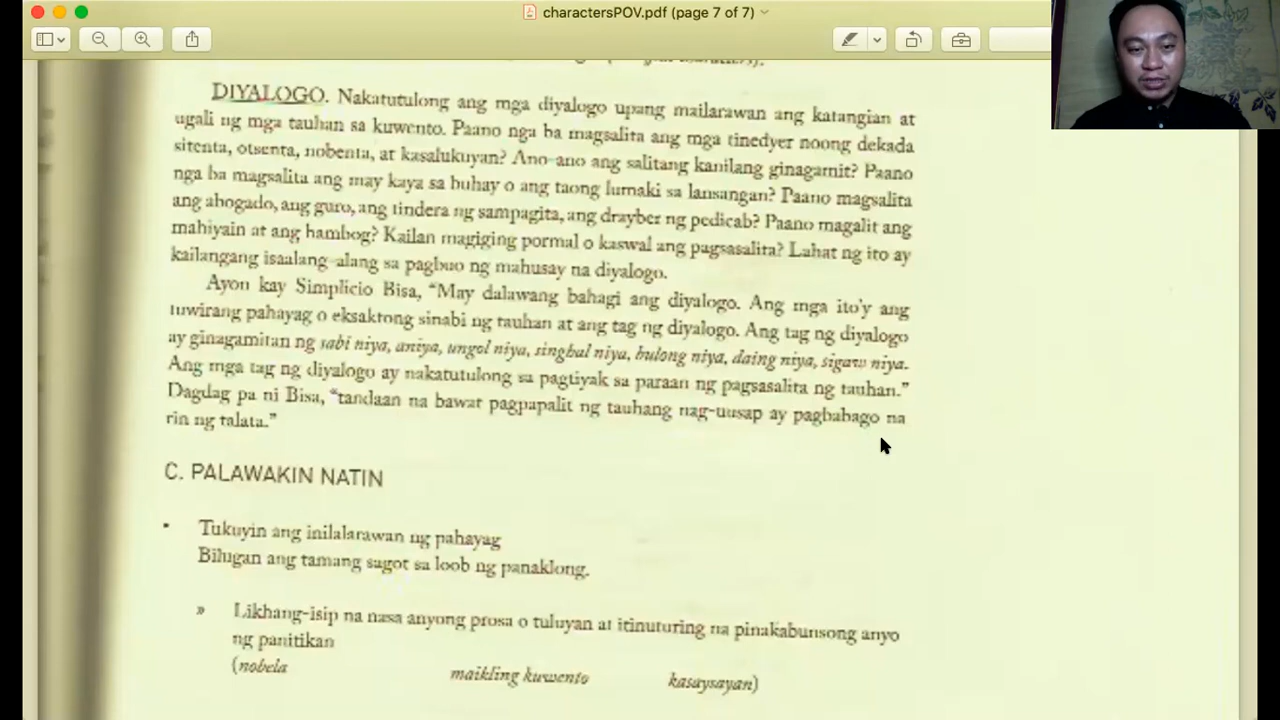 charactersPOV.pdf (page 7 of 7)
DIYALOGO. Nakatutulong ang mga diyalogo upang mailarawan ang katangian at
ugali ng mga tauhan sa kuwento. Paano nga ba magsalita ang mga tinedyer noong dekada
sitenta, otsenta, nobenta, at kasalukuyan? Ano-ano ang salitang kanilang ginagamit? Paano
nga ba magsalita ang may kaya sa buhay o ang taong lumaki sa lansangan? Paano magsalita
ang abogado, ang guro, ang tindera ng sampagita, ang drayber ng pedicab? Paano magalit ang
mahiyain at ang hambog? Kailan magiging pormal o kaswal ang pagsasalita? Lahat ng ito ay
kailangang isaalang-alang sa pagbuo ng mahusay na diyalogo.
Ayon kay Simplicio Bisa, “May dalawang bahagi ang diyalogo. Ang mga ito’y ang
tuwirang pahayag o eksaktong sinabi ng tauhan at ang tag ng diyalogo. Ang tag ng diyalogo
ay ginagamitan ng sabi niya, aniya, ungol niya, singhal niya, bulong niya, daing niya, sigaw niya.
Ang mga tag ng diyalogo ay nakatutulong sa pagtiyak sa paraan ng pagsasalita ng tauhan.”
Dagdag pa ni Bisa, “tandaan na bawat pagpapalit ng tauhang nag-uusap ay pagbabago na
rin ng talata.”
C. PALAWAKIN NATIN
▪ Tukuyin ang inilalarawan ng pahayag
Bilugan ang tamang sagot sa loob ng panaklong.
» Likhang-isip na nasa anyong prosa o tuluyan at itinuturing na pinakabunsong anyo
ng panitikan
(nobela maikling kuwento kasaysayan)